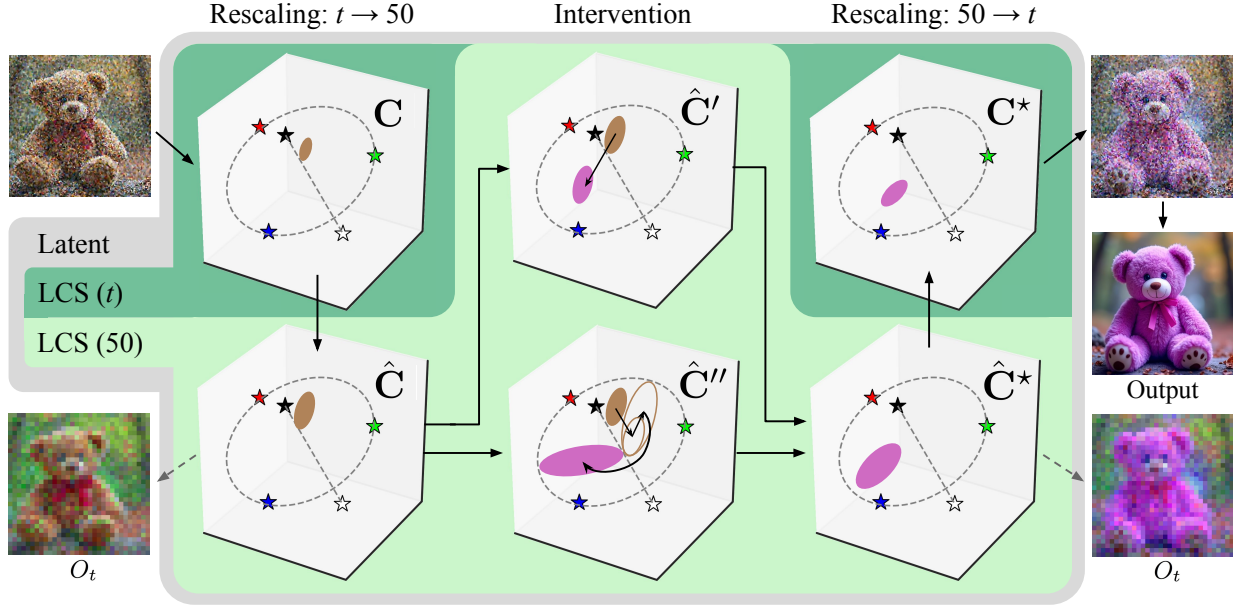 Rescaling: t → 50
Intervention
Rescaling: 50 → t
C
Ĉ′
C⋆
Latent
LCS (t)
LCS (50)
Ĉ
Ĉ′′
Ĉ⋆
Output
O_t
O_t